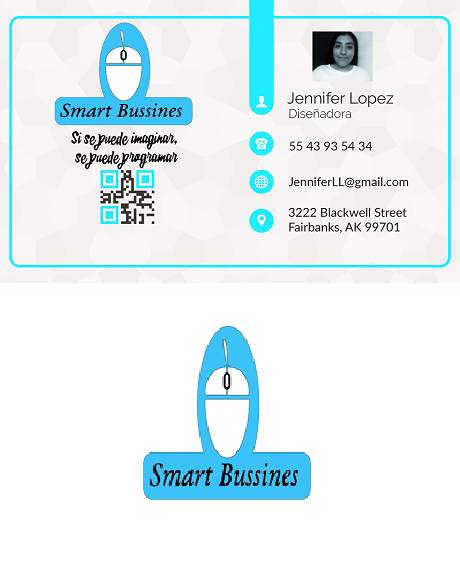 Smart Bussines
Si se puede imaginar,
se puede programar
Jennifer Lopez
Diseñadora
55 43 93 54 34
JenniferLL@gmail.com
3222 Blackwell Street
Fairbanks, AK 99701
Smart Bussines